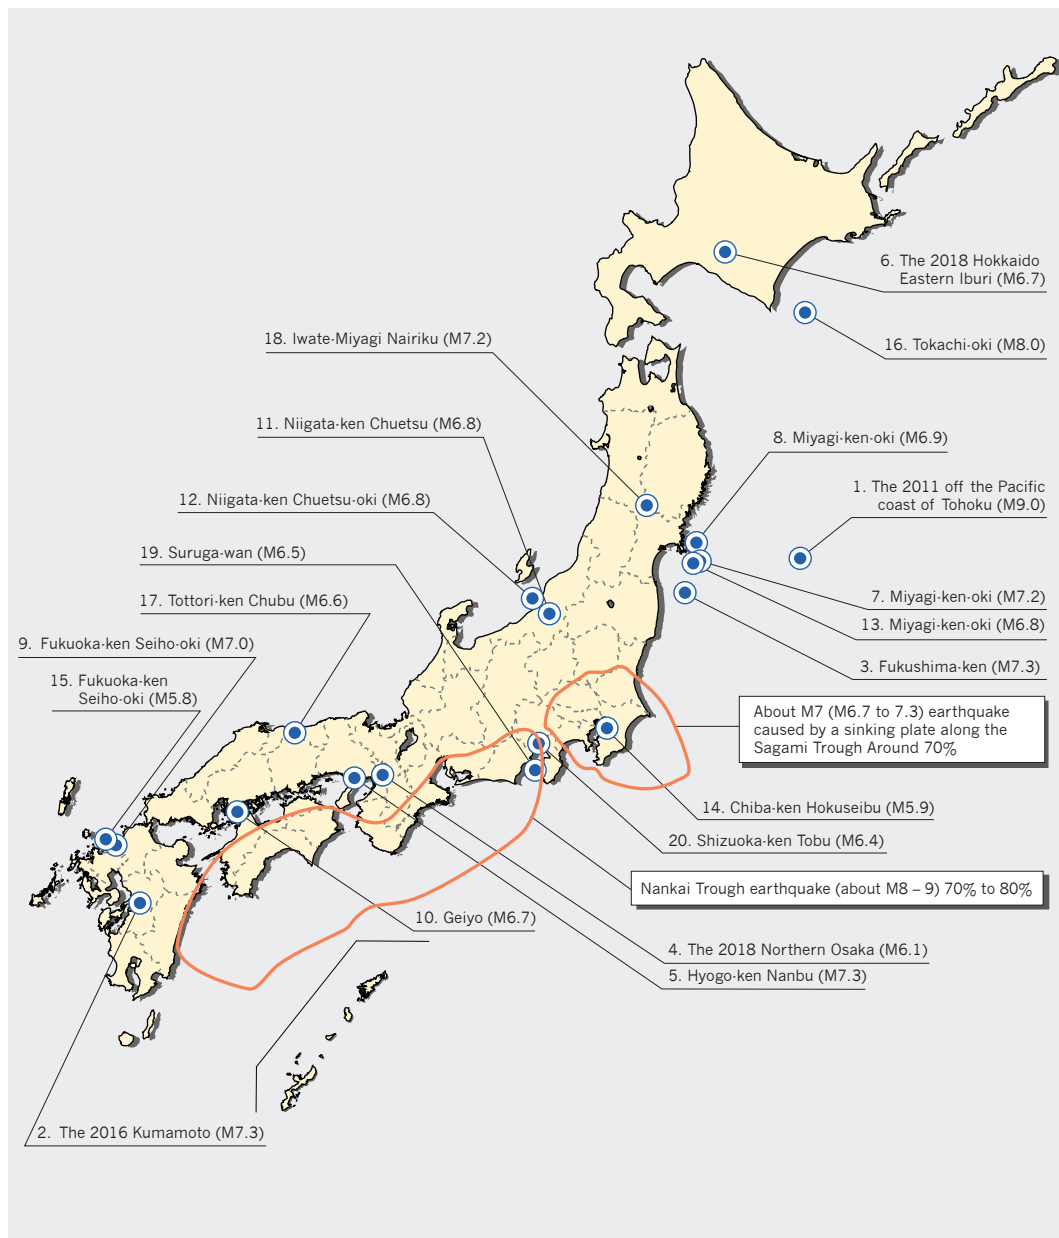 6. The 2018 Hokkaido
Eastern Iburi (M6.7)
18. Iwate-Miyagi Nairiku (M7.2)
16. Tokachi-oki (M8.0)
11. Niigata-ken Chuetsu (M6.8)
8. Miyagi-ken-oki (M6.9)
12. Niigata-ken Chuetsu-oki (M6.8)
1. The 2011 off the Pacific
coast of Tohoku (M9.0)
19. Suruga-wan (M6.5)
17. Tottori-ken Chubu (M6.6)
7. Miyagi-ken-oki (M7.2)
13. Miyagi-ken-oki (M6.8)
9. Fukuoka-ken Seiho-oki (M7.0)
3. Fukushima-ken (M7.3)
15. Fukuoka-ken
Seiho-oki (M5.8)
About M7 (M6.7 to 7.3) earthquake
caused by a sinking plate along the
Sagami Trough Around 70%
14. Chiba-ken Hokuseibu (M5.9)
20. Shizuoka-ken Tobu (M6.4)
Nankai Trough earthquake (about M8 – 9) 70% to 80%
10. Geiyo (M6.7)
4. The 2018 Northern Osaka (M6.1)
5. Hyogo-ken Nanbu (M7.3)
2. The 2016 Kumamoto (M7.3)